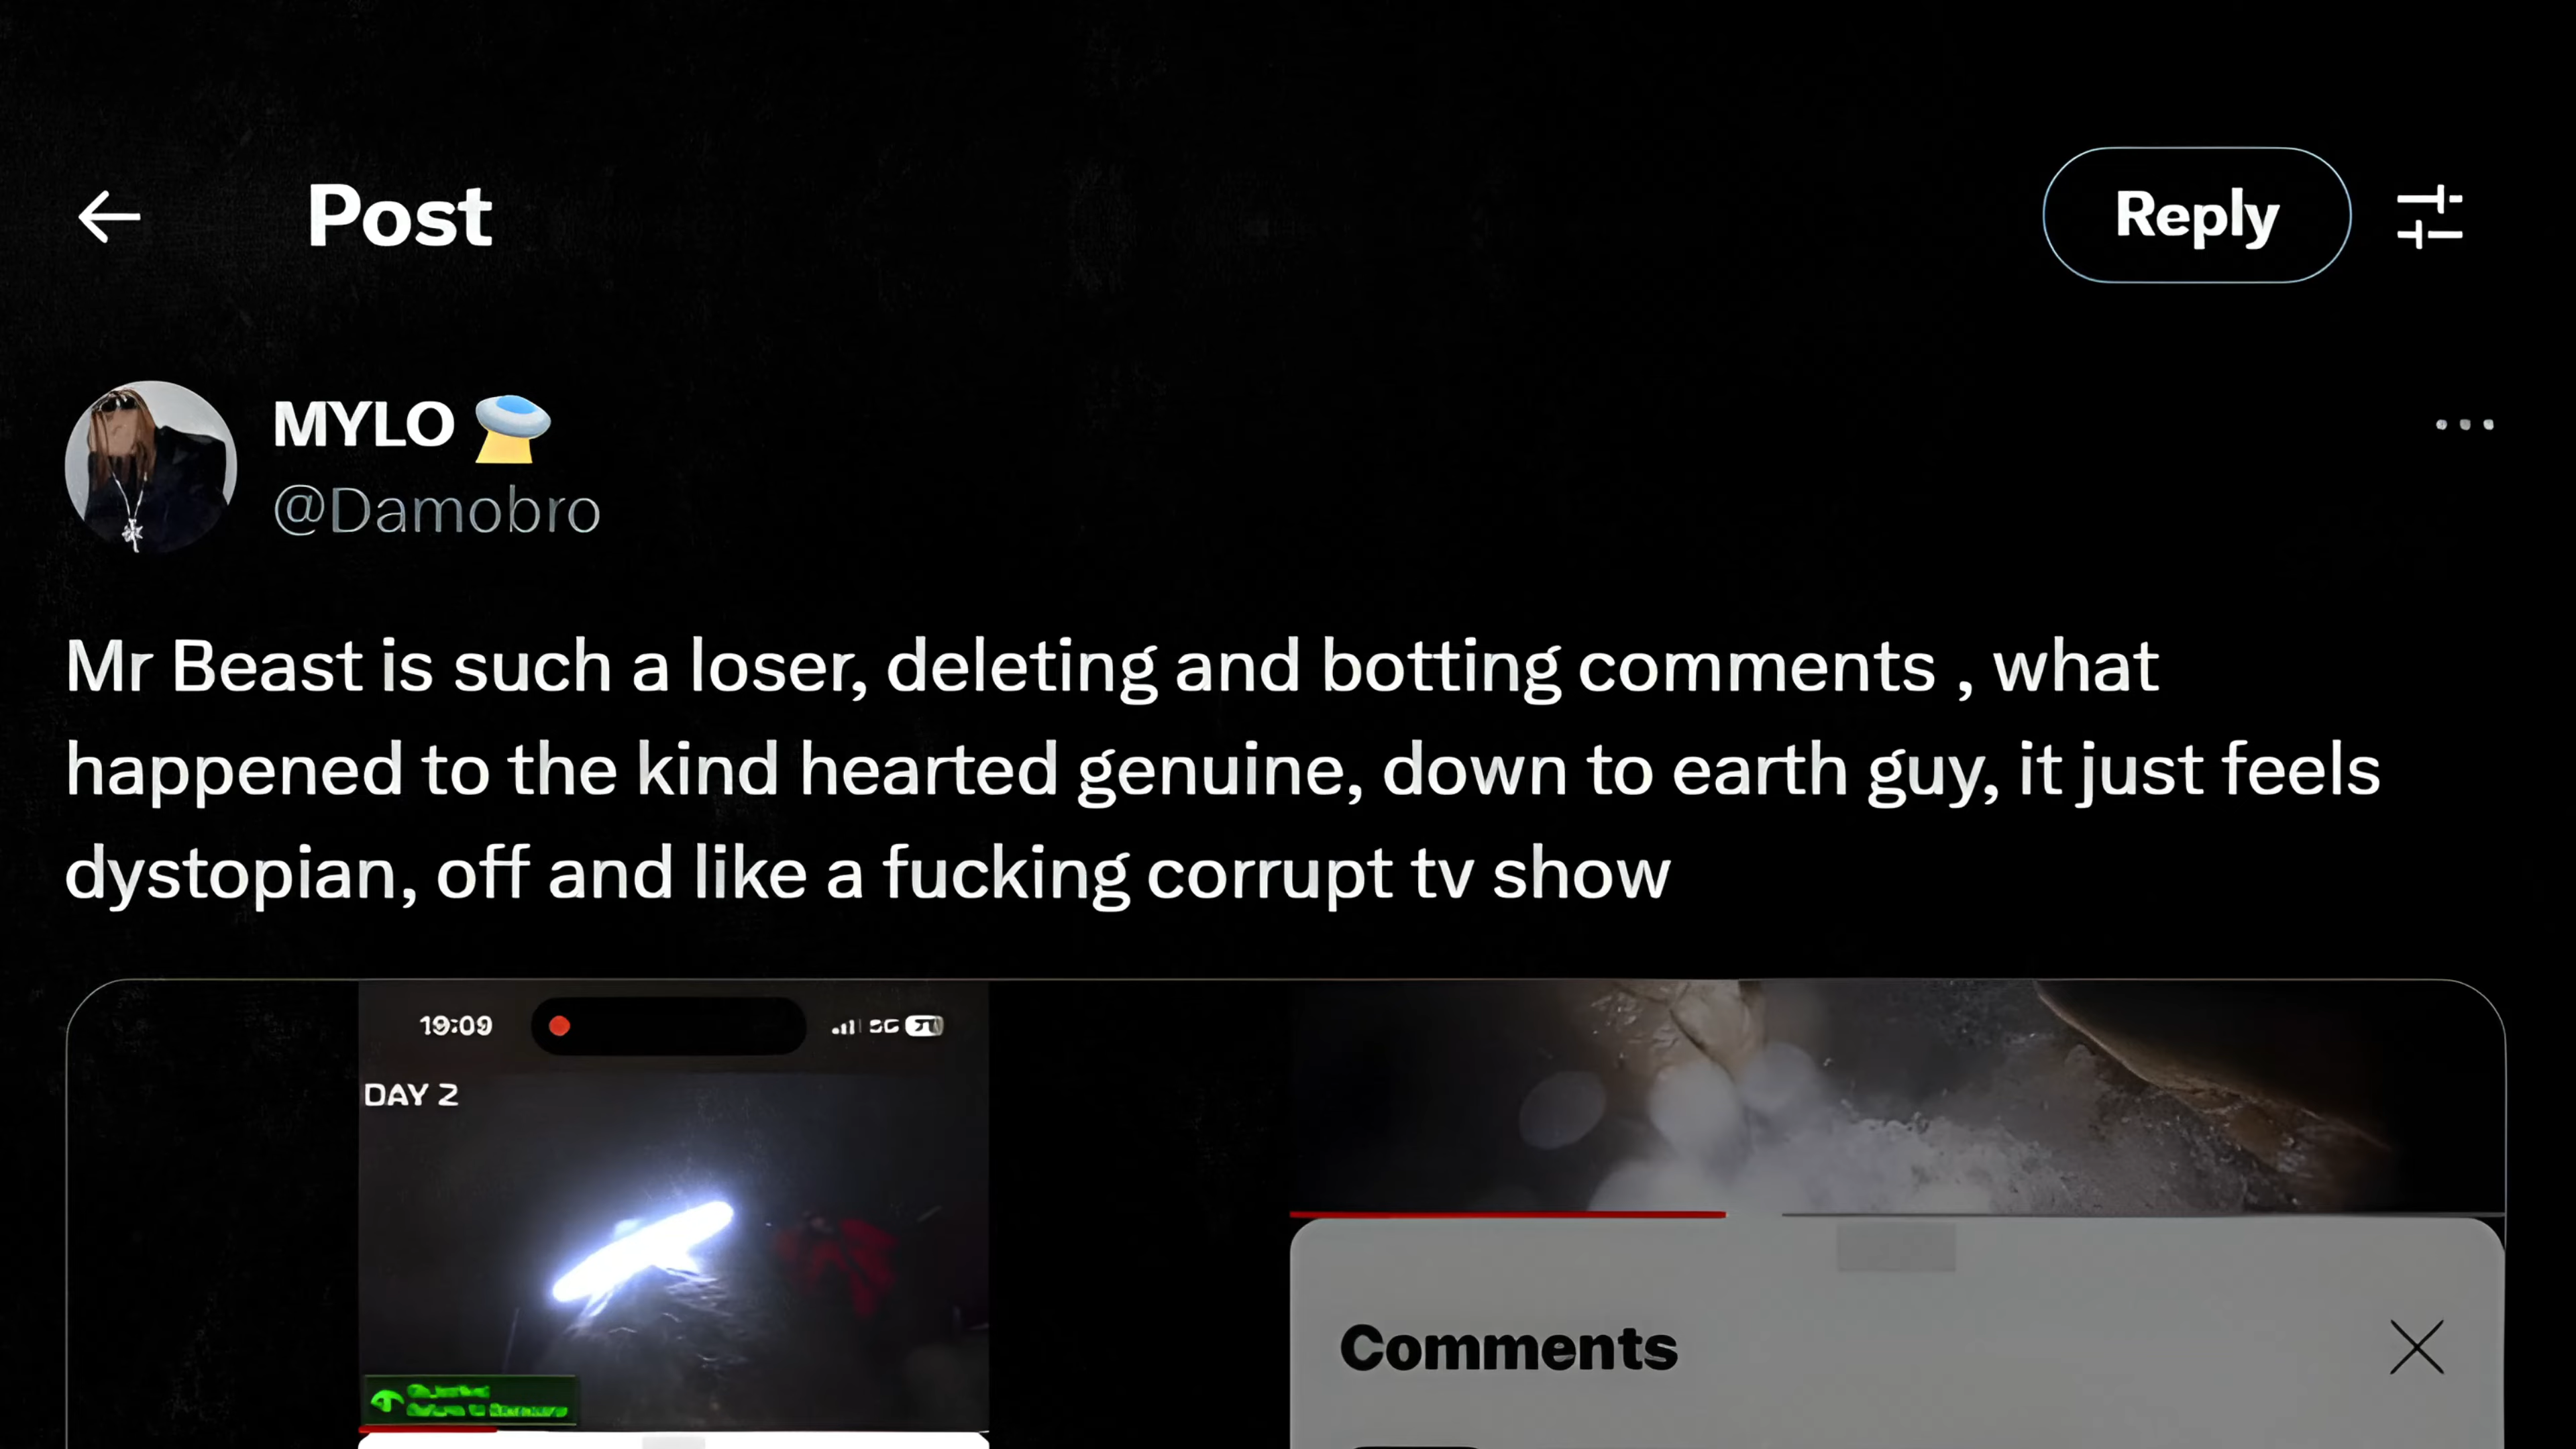 Post
Reply
MYLO
@Damobro
Mr Beast is such a loser, deleting and botting comments , what
happened to the kind hearted genuine, down to earth guy, it just feels
dystopian, off and like a fucking corrupt tv show
19:09
DAY 2
Comments